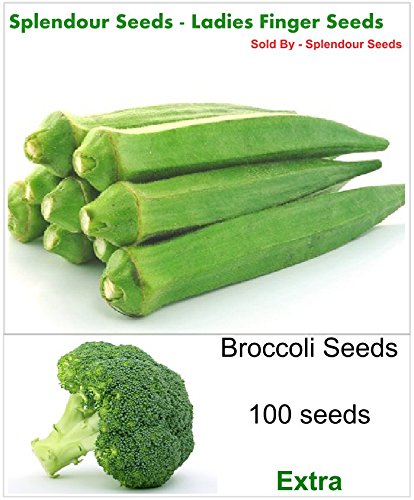 Splendour Seeds - Ladies Finger Seeds
Sold By - Splendour Seeds
Broccoli Seeds
100 seeds
Extra